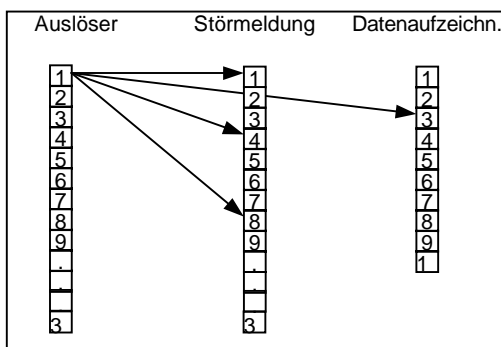 Auslöser Störmeldung Datenaufzeichn.
1 1 1
2 2 2
3 3 3
4 4 4
5 5 5
6 6 6
7 7 7
8 8 8
9 9 9
. . 1
. .
. .
3 3